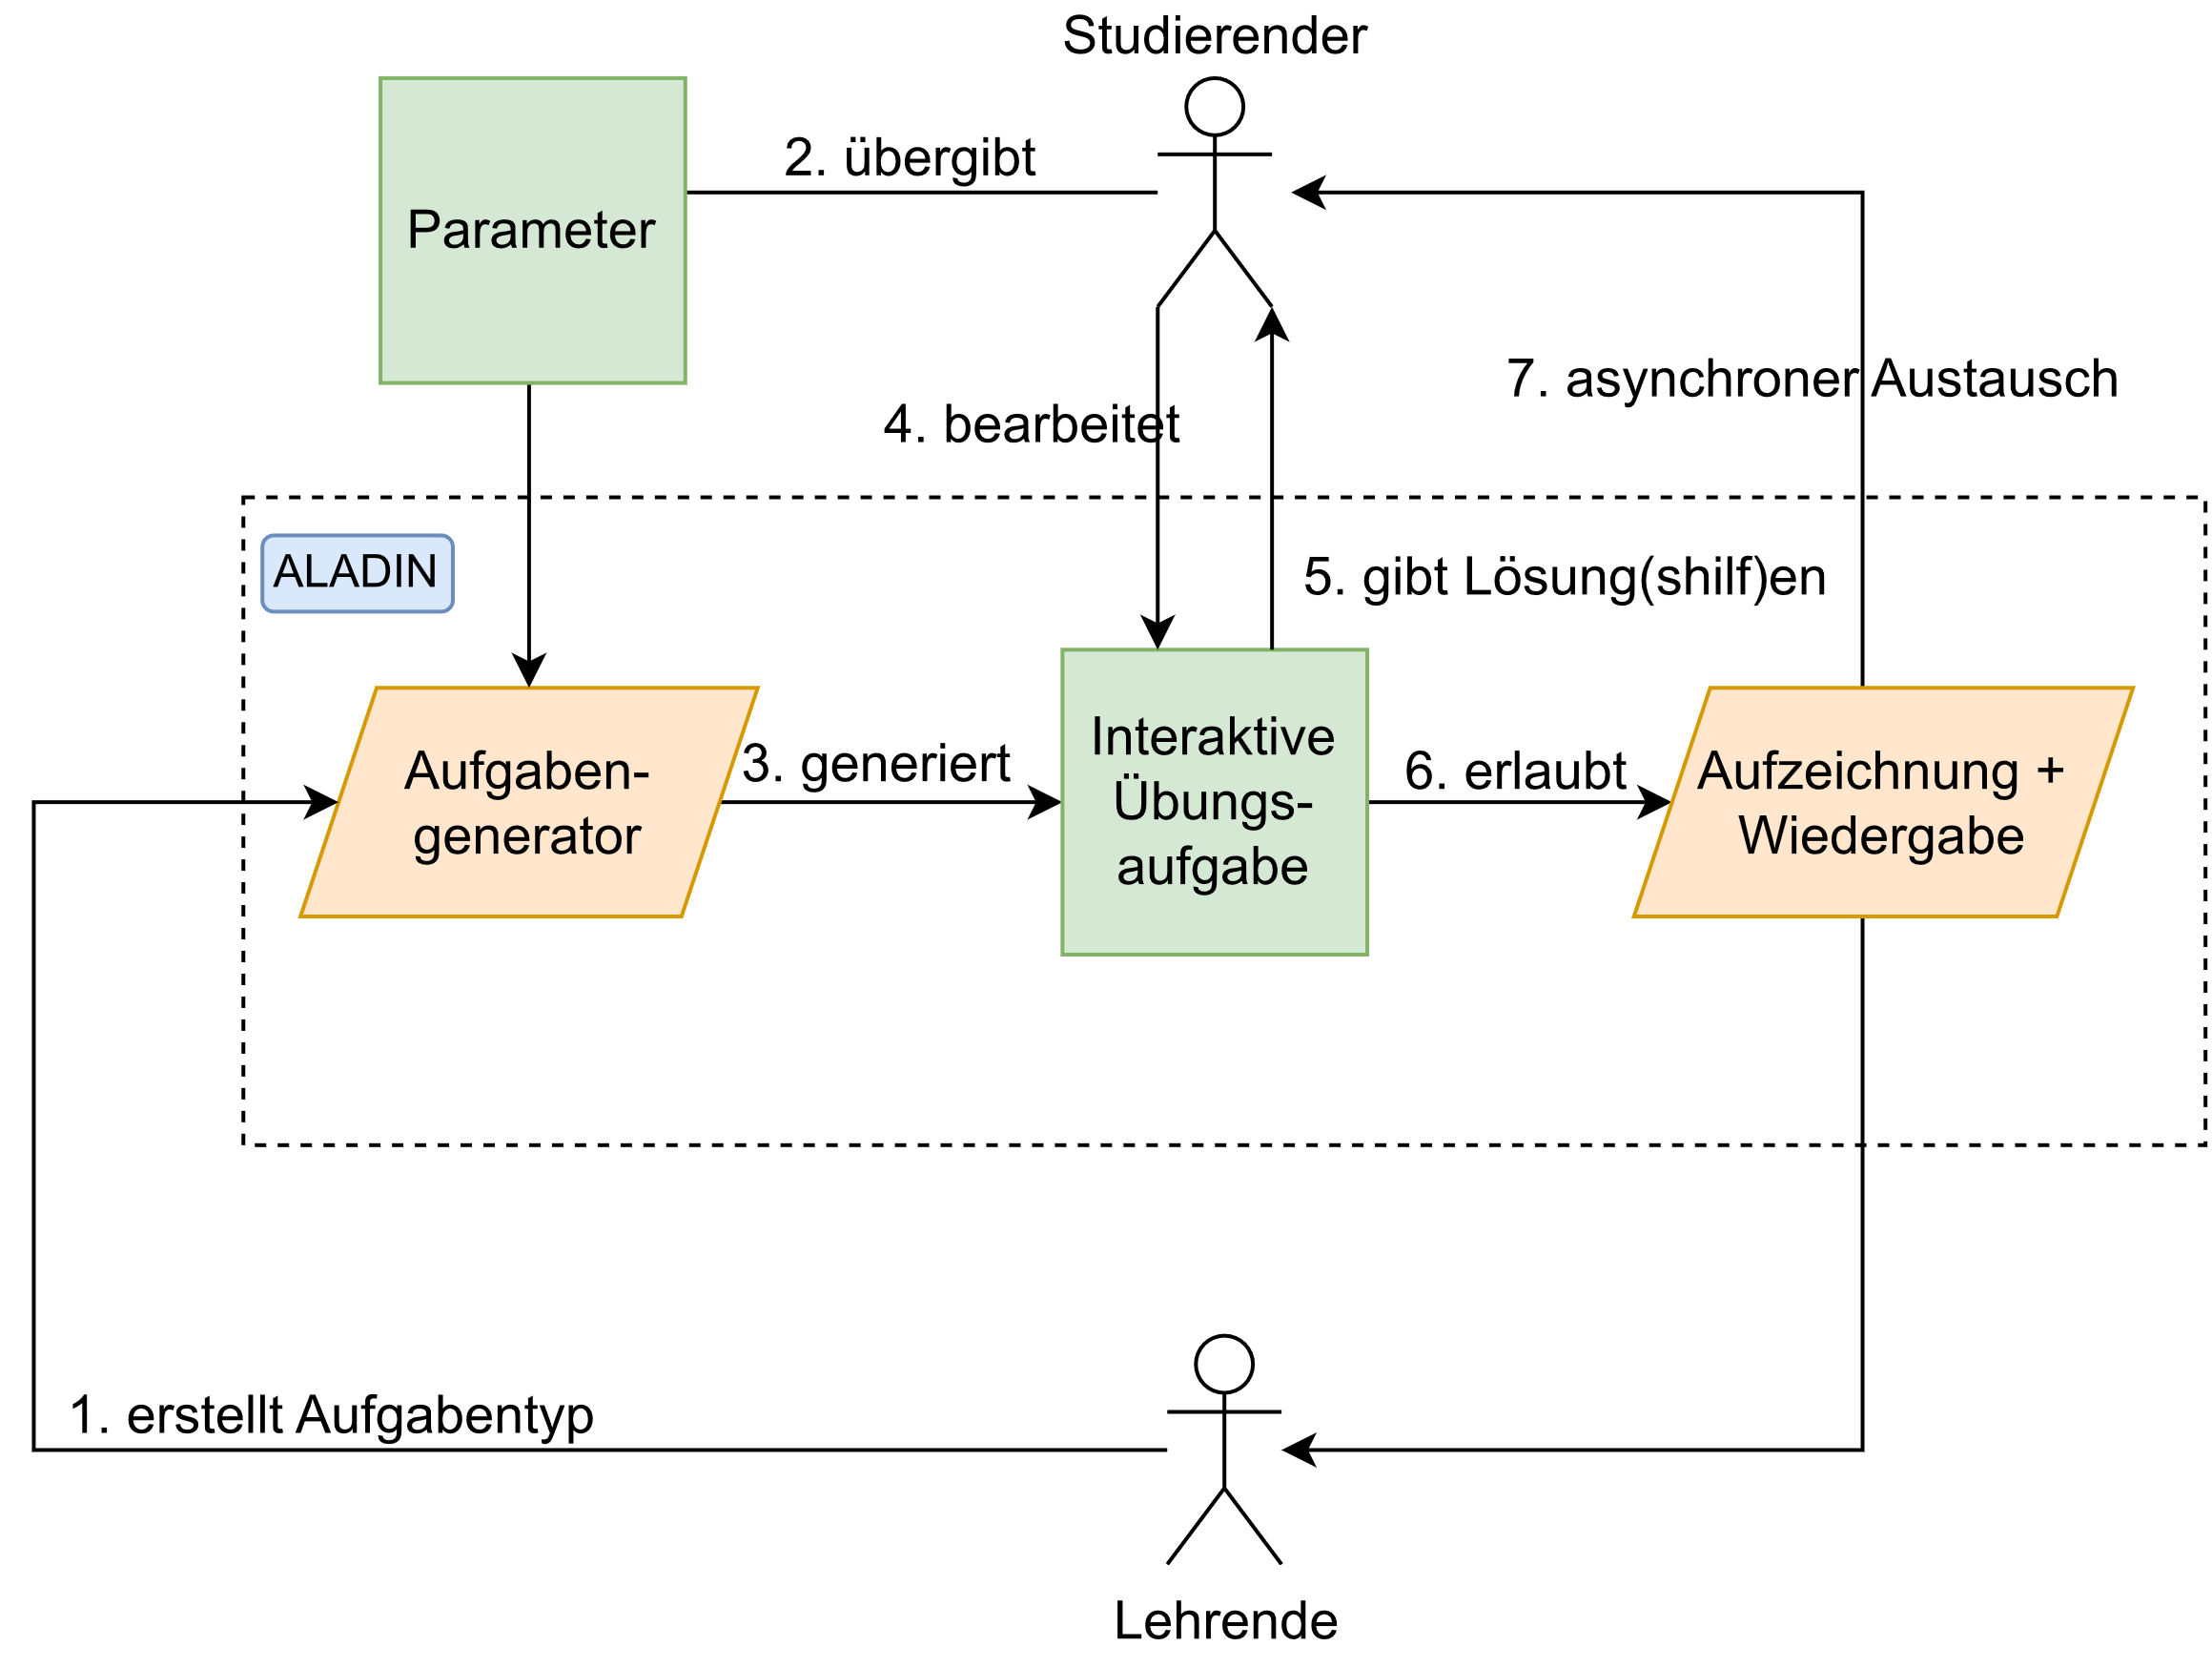 Studierender
2. übergibt
Parameter
7. asynchroner Austausch
4. bearbeitet
ALADIN
5. gibt Lösung(shilf)en
Aufgaben-
generator
3. generiert
Interaktive
Übungs-
aufgabe
6. erlaubt
Aufzeichnung +
Wiedergabe
1. erstellt Aufgabentyp
Lehrende